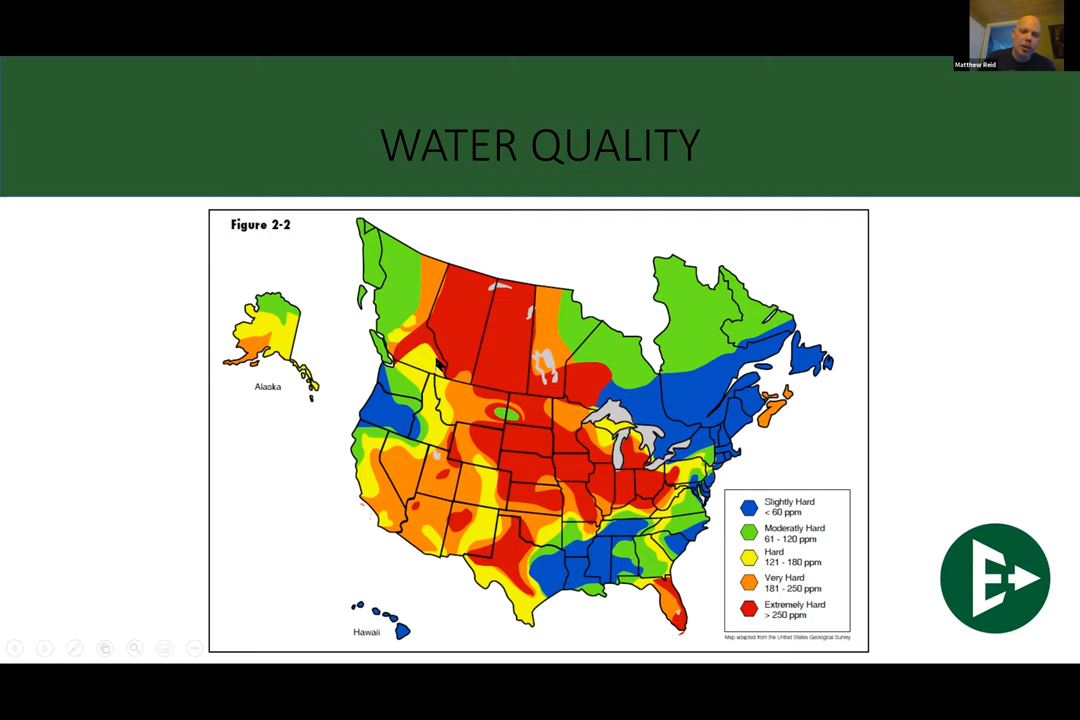 Matthew Reid
WATER QUALITY
Figure 2-2
Alaska
Hawaii
Slightly Hard
< 60 ppm
Moderatly Hard
61 - 120 ppm
Hard
121 - 180 ppm
Very Hard
181 - 250 ppm
Extremely Hard
> 250 ppm
Map adapted from the United States Geological Survey
E